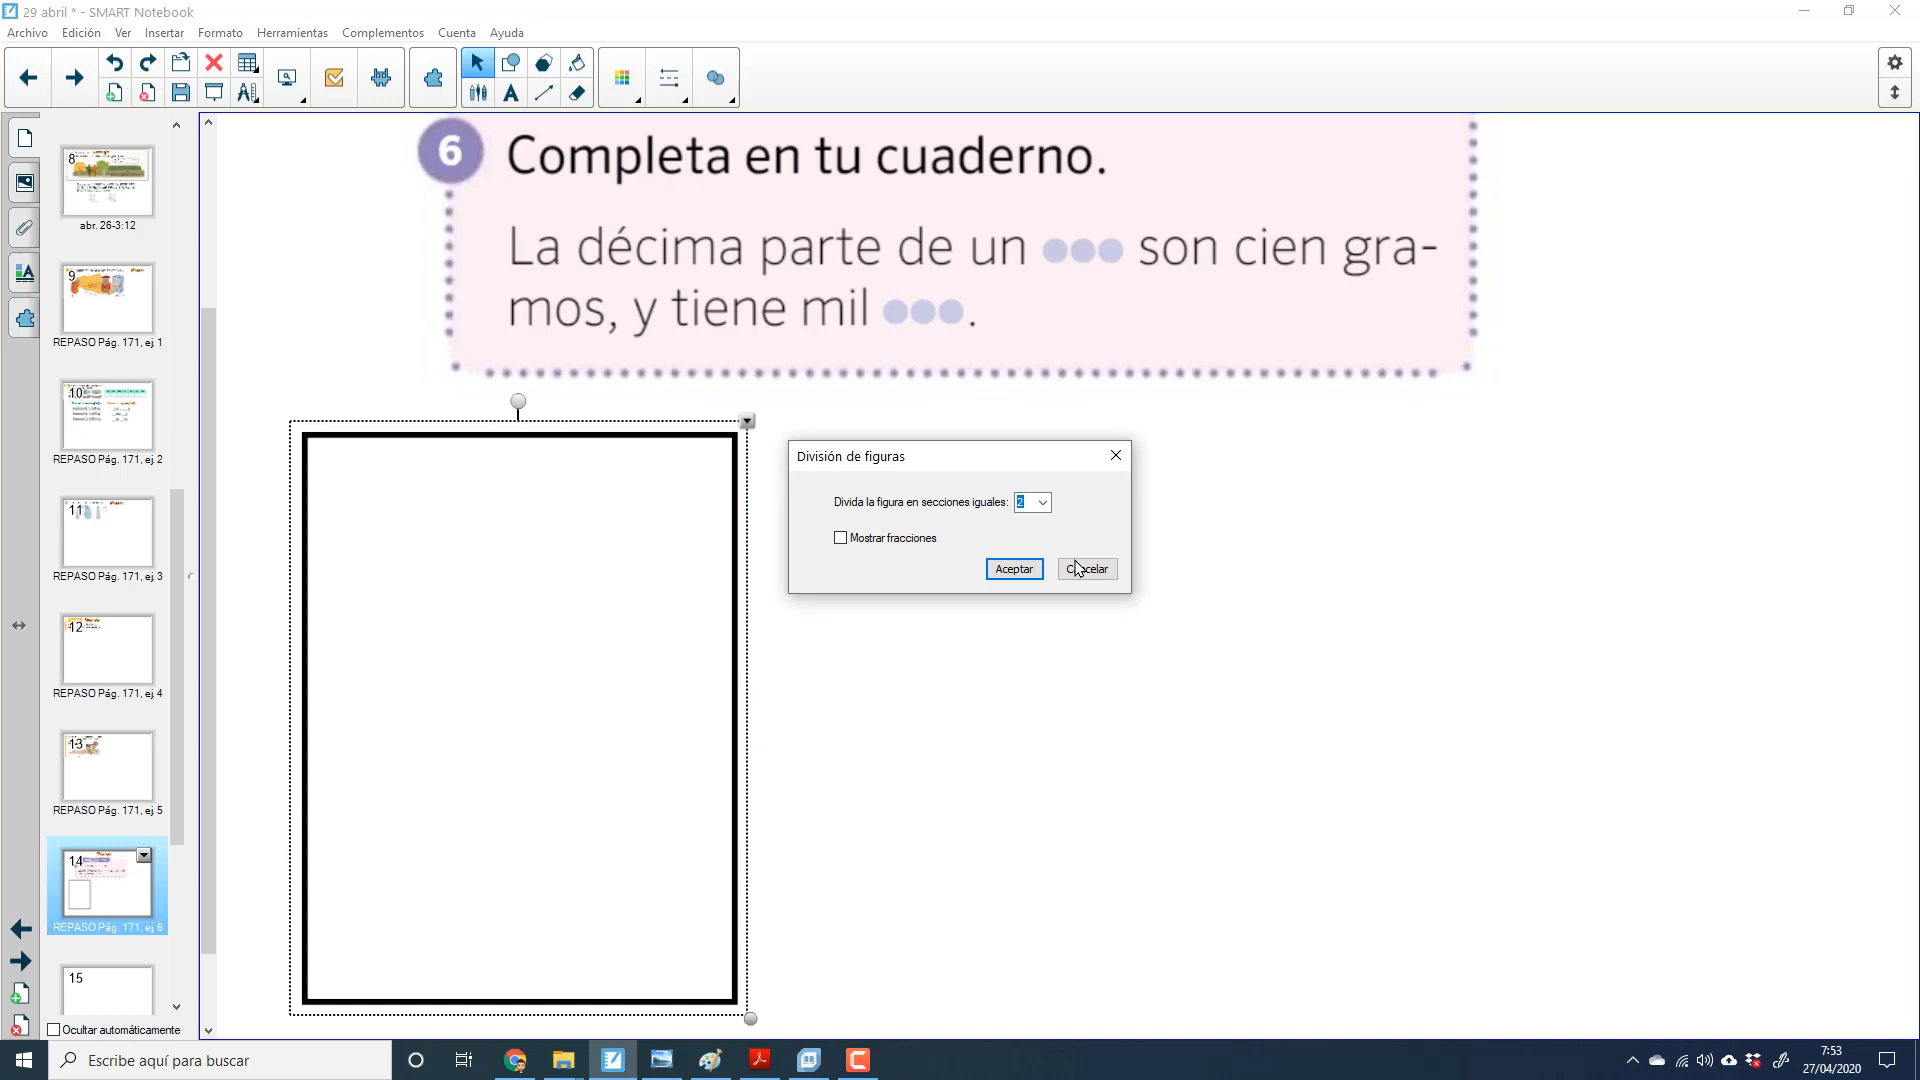 29 abril * - SMART Notebook
Archivo Edición Ver Insertar Formato Herramientas Complementos Cuenta Ayuda
8
abr. 26-3:12
9
REPASO Pág. 171, ej 1
10
REPASO Pág. 171, ej 2
11
REPASO Pág. 171, ej 3
12
REPASO Pág. 171, ej 4
13
REPASO Pág. 171, ej 5
14
REPASO Pág. 171, ej 6
15
Ocultar automáticamente
6 Completa en tu cuaderno.
La décima parte de un ●●● son cien gra-
mos, y tiene mil ●●●.
División de figuras
Divida la figura en secciones iguales: 2
Mostrar fracciones
Aceptar
Escribe aquí para buscar
7:53
27/04/2020